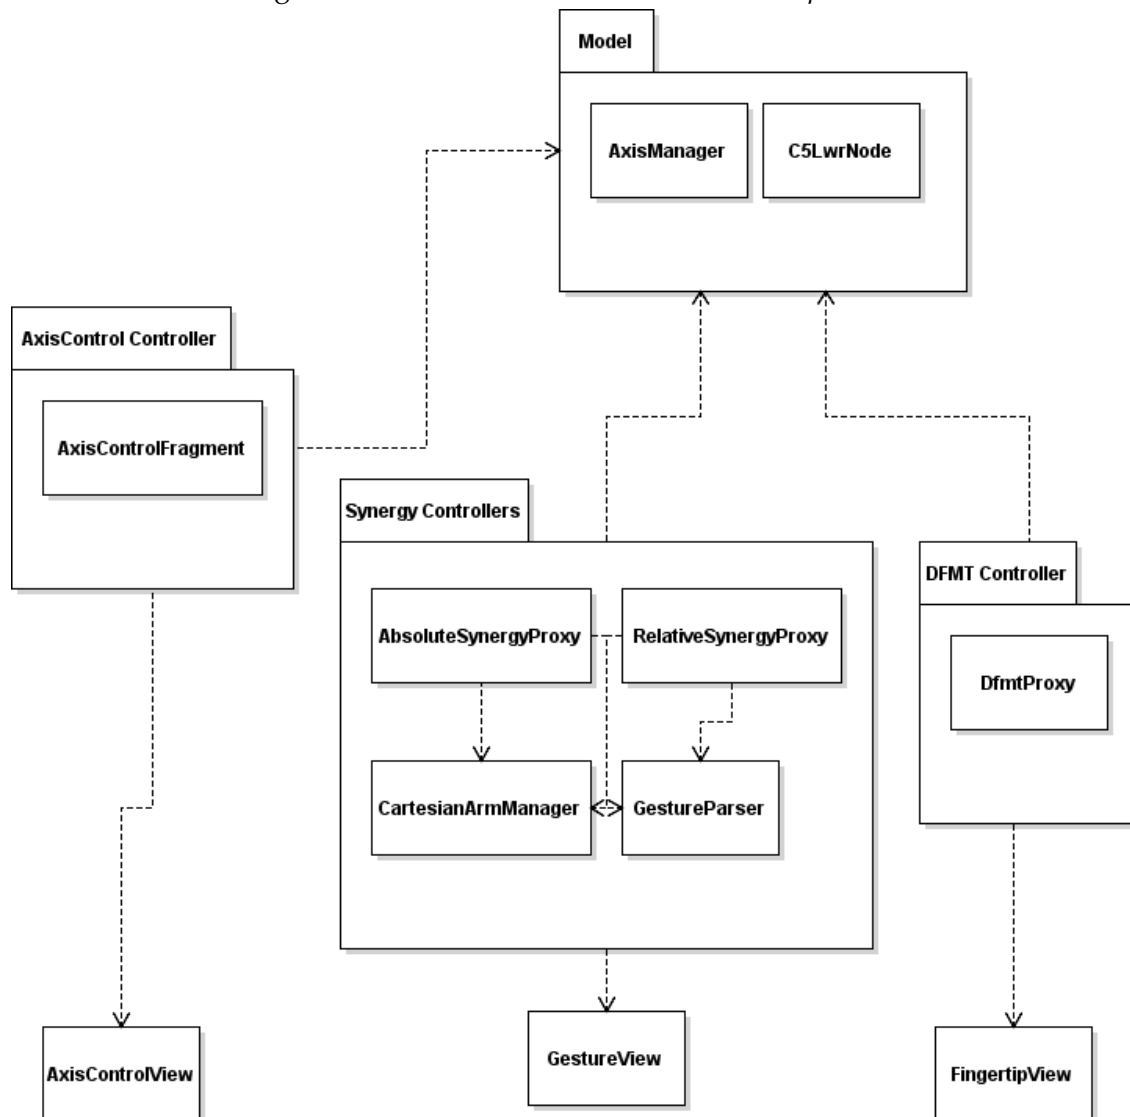 Model
AxisManager
C5LwrNode
AxisControl Controller
AxisControlFragment
Synergy Controllers
AbsoluteSynergyProxy
RelativeSynergyProxy
DFMT Controller
DfmtProxy
CartesianArmManager
GestureParser
AxisControlView
GestureView
FingertipView